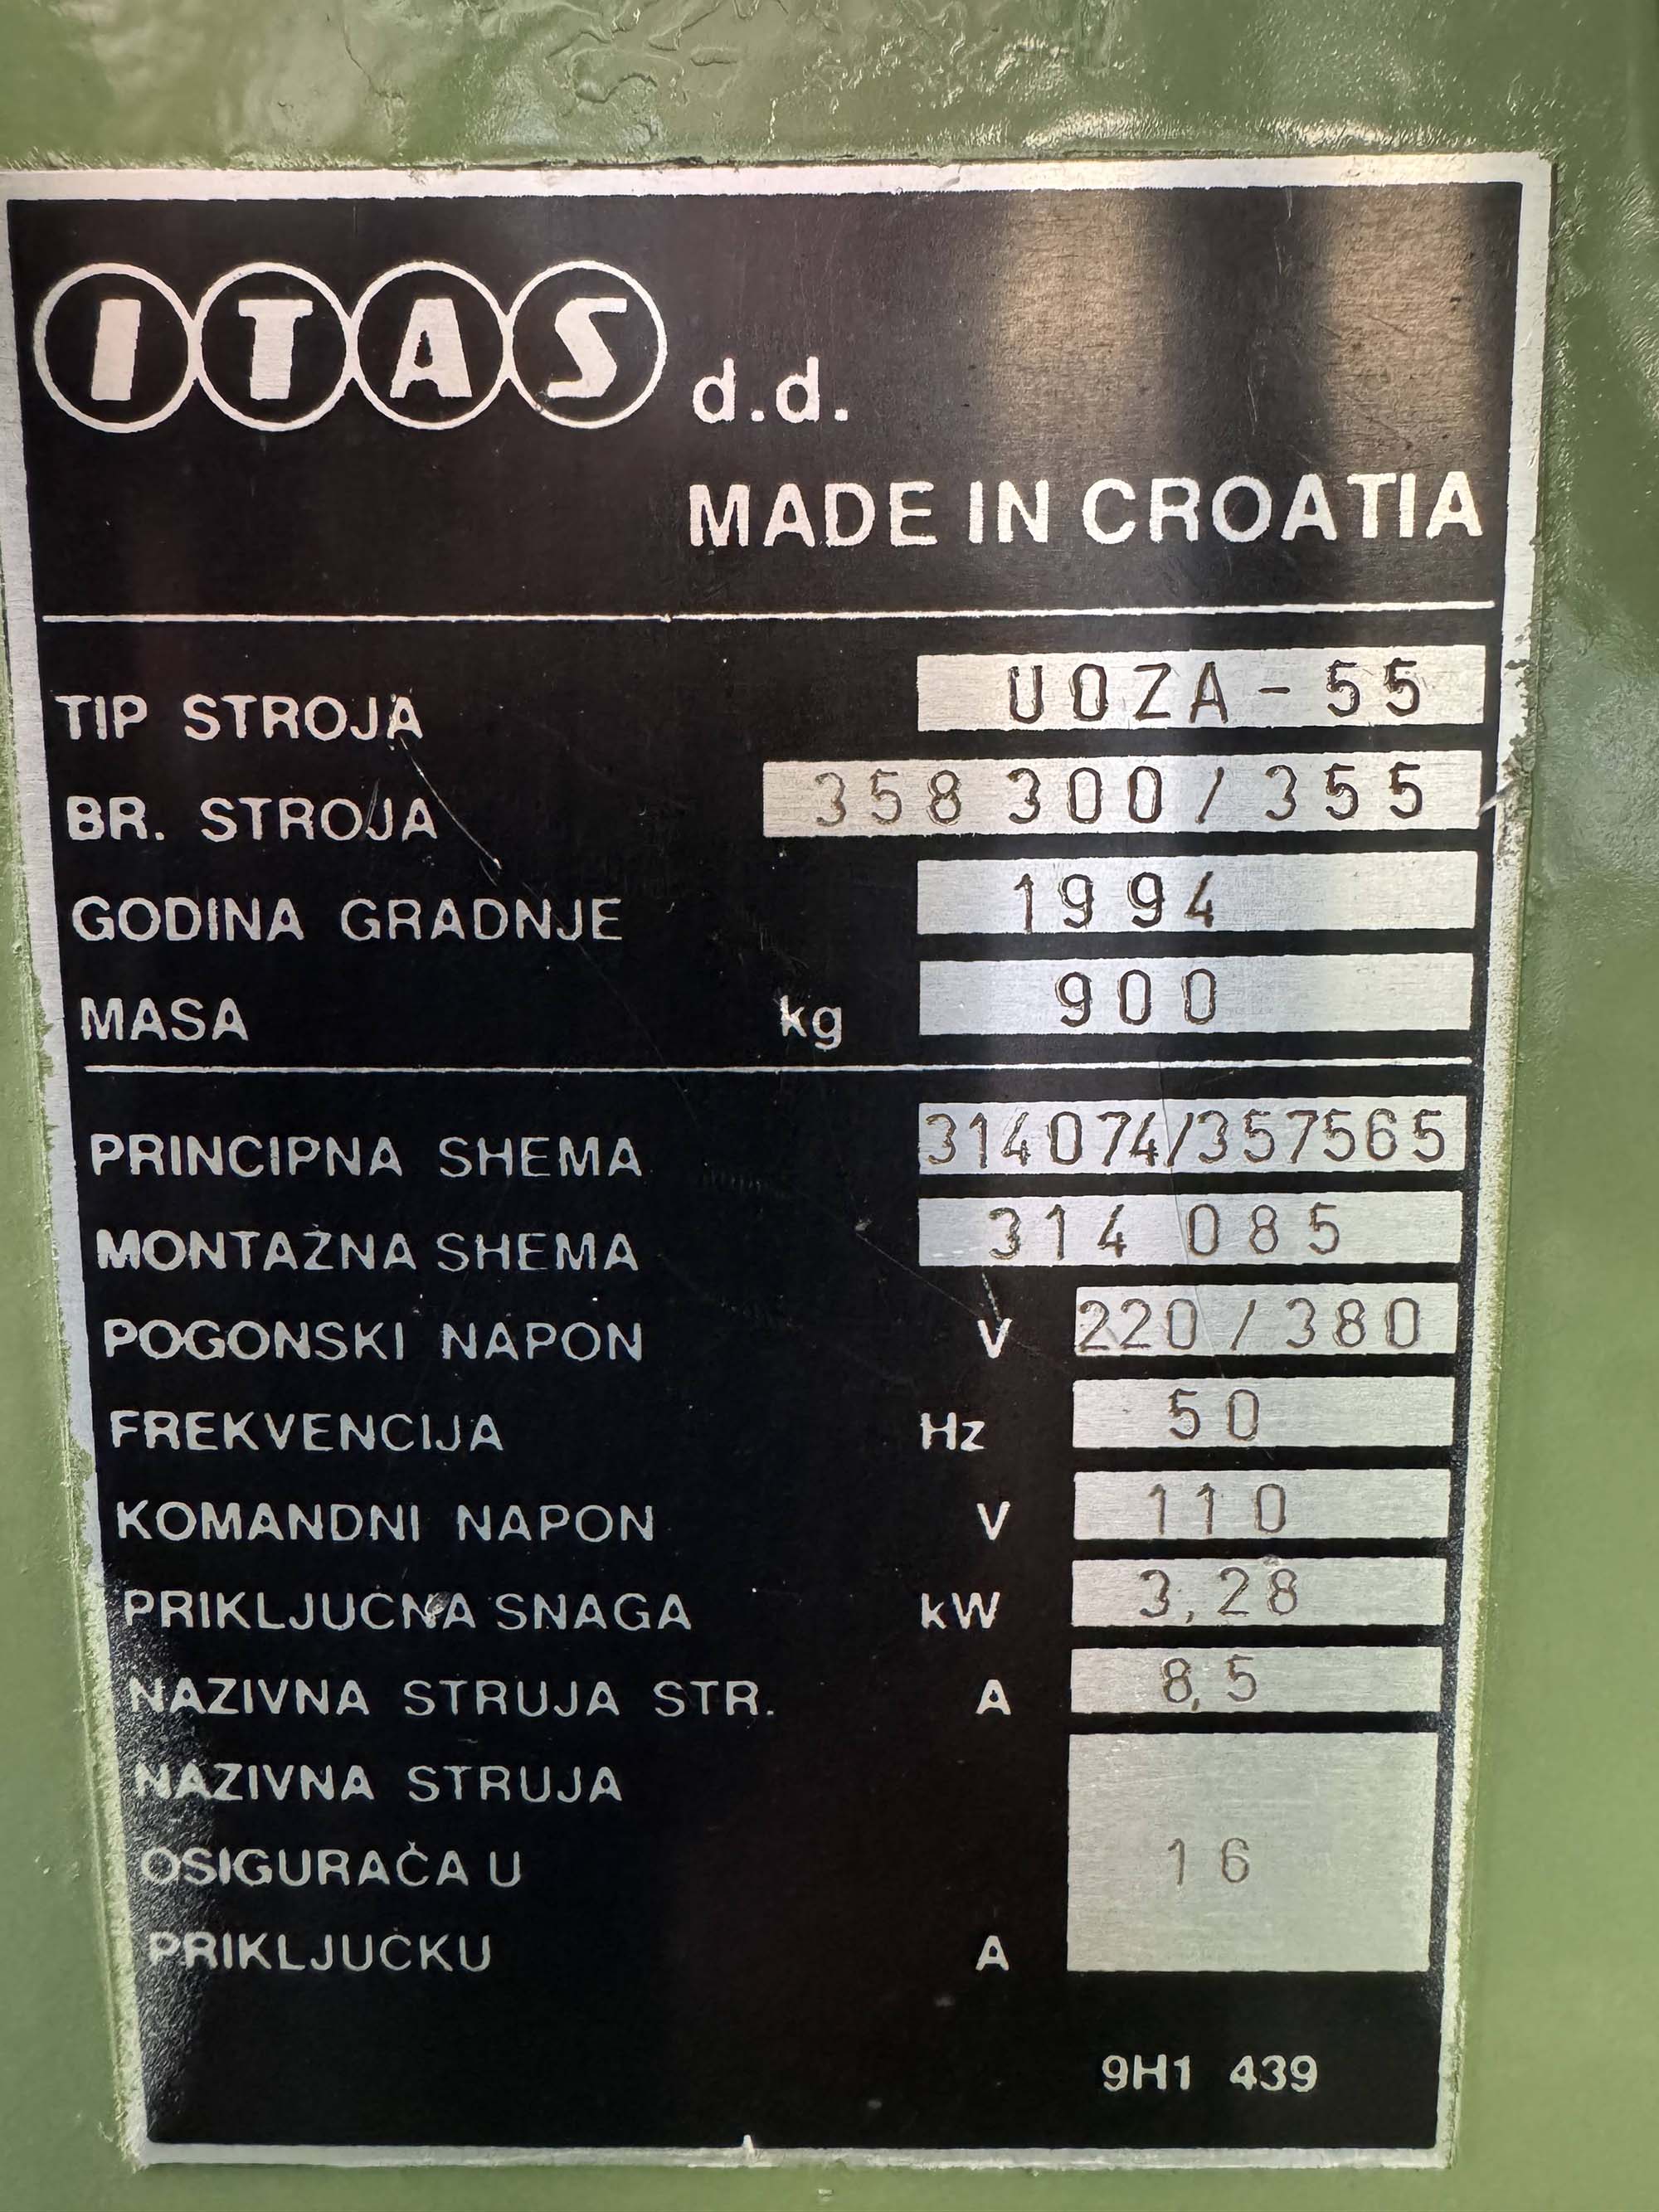 ITAS d.d.
MADE IN CROATIA
TIP STROJA UOZA-55
BR. STROJA 358 300/355
GODINA GRADNJE 1994
MASA kg 900
PRINCIPNA SHEMA 314074/357565
MONTAŽNA SHEMA 314 085
POGONSKI NAPON V 220/380
FREKVENCIJA Hz 50
KOMANDNI NAPON V 110
PRIKLJUČNA SNAGA kW 3,28
NAZIVNA STRUJA STR. A 8,5
NAZIVNA STRUJA
OSIGURAČA U 16
PRIKLJUČKU A
9H1 439